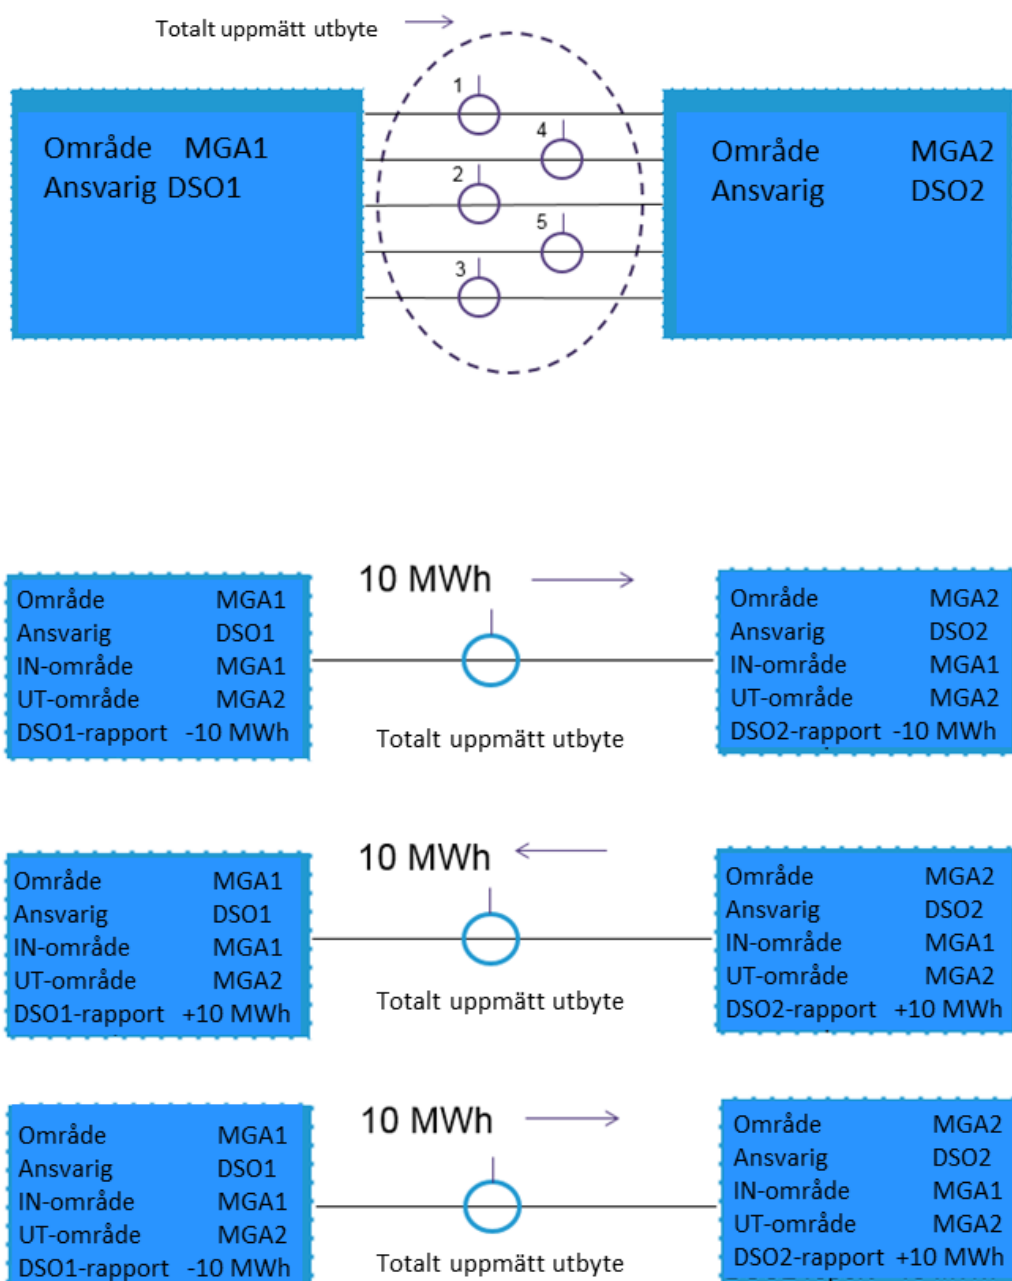 Totalt uppmätt utbyte
1
4
2
5
3
Område MGA1
Ansvarig DSO1
Område MGA2
Ansvarig DSO2
10 MWh
Område MGA1
Ansvarig DSO1
IN-område MGA1
UT-område MGA2
DSO1-rapport -10 MWh
Totalt uppmätt utbyte
Område MGA2
Ansvarig DSO2
IN-område MGA1
UT-område MGA2
DSO2-rapport -10 MWh
10 MWh
Område MGA1
Ansvarig DSO1
IN-område MGA1
UT-område MGA2
DSO1-rapport +10 MWh
Totalt uppmätt utbyte
Område MGA2
Ansvarig DSO2
IN-område MGA1
UT-område MGA2
DSO2-rapport +10 MWh
10 MWh
Område MGA1
Ansvarig DSO1
IN-område MGA1
UT-område MGA2
DSO1-rapport -10 MWh
Totalt uppmätt utbyte
Område MGA2
Ansvarig DSO2
IN-område MGA1
UT-område MGA2
DSO2-rapport +10 MWh